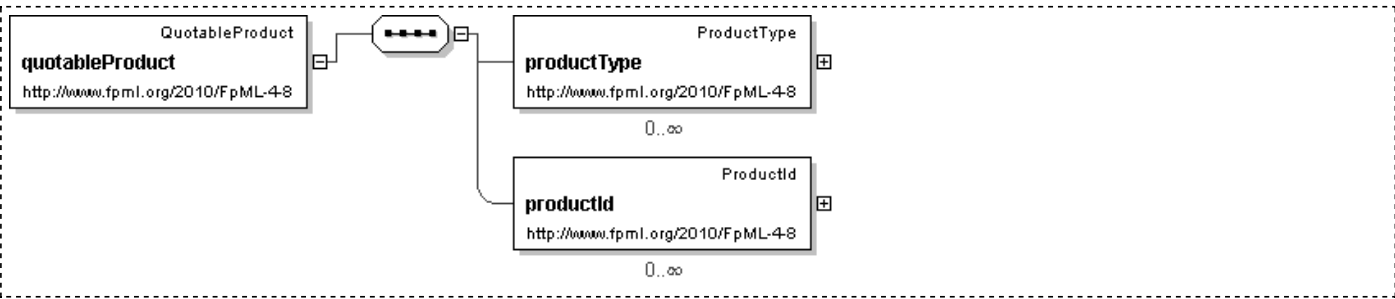 QuotableProduct
quotableProduct
http://www.fpml.org/2010/FpML-4-8
ProductType
productType
http://www.fpml.org/2010/FpML-4-8
0..∞
ProductId
productId
http://www.fpml.org/2010/FpML-4-8
0..∞